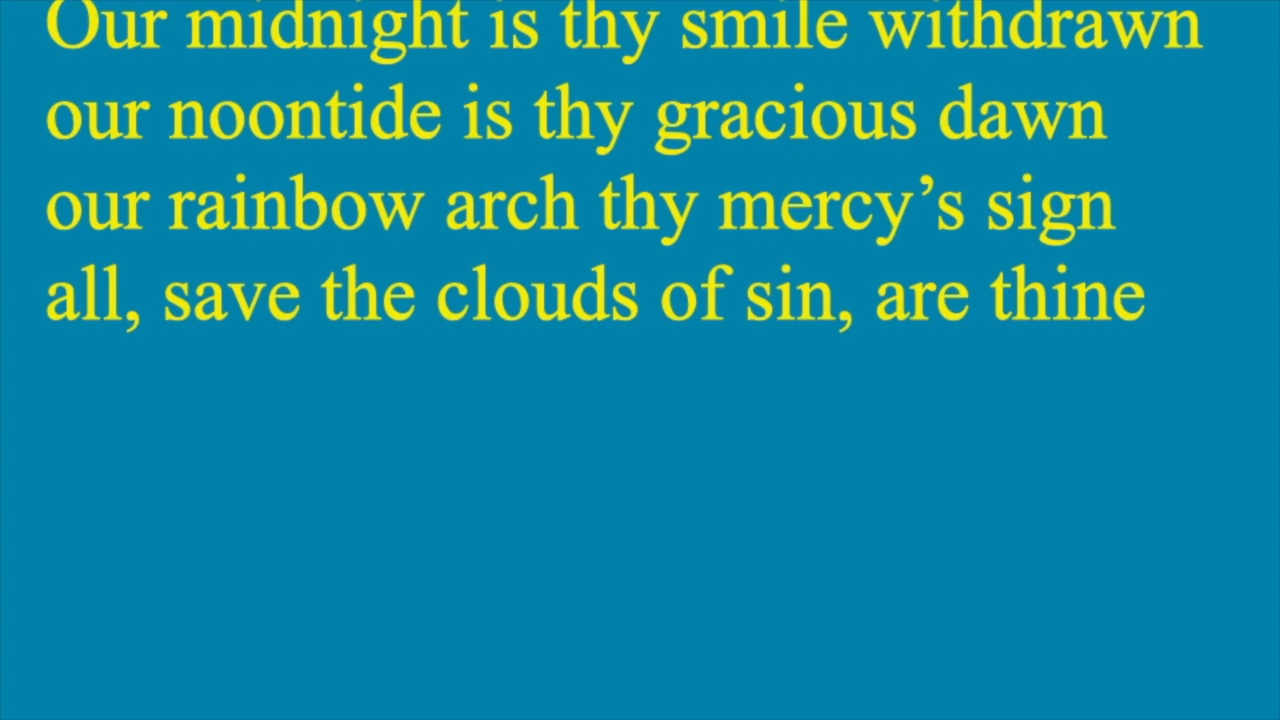 Our midnight is thy smile withdrawn
our noontide is thy gracious dawn
our rainbow arch thy mercy’s sign
all, save the clouds of sin, are thine